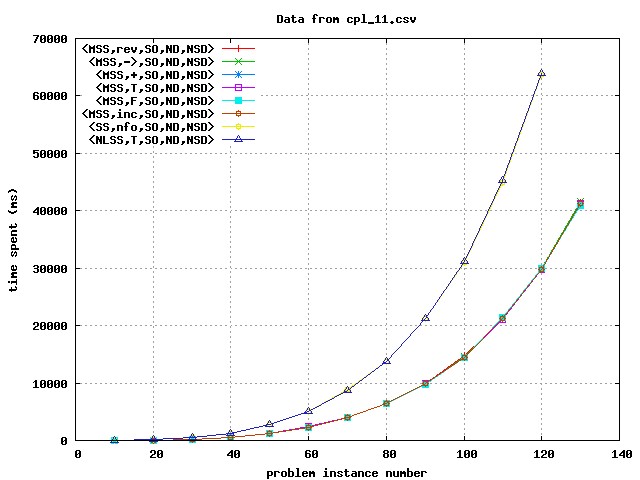 Data from cpl_11.csv
70000
60000
50000
40000
30000
20000
10000
0
time spent (ms)
<MSS,rev,SO,ND,NSD>
<MSS,->,SO,ND,NSD>
<MSS,+,SO,ND,NSD>
<MSS,T,SO,ND,NSD>
<MSS,F,SO,ND,NSD>
<MSS,inc,SO,ND,NSD>
<SS,nfo,SO,ND,NSD>
<NLSS,T,SO,ND,NSD>
0 20 40 60 80 100 120 140
problem instance number